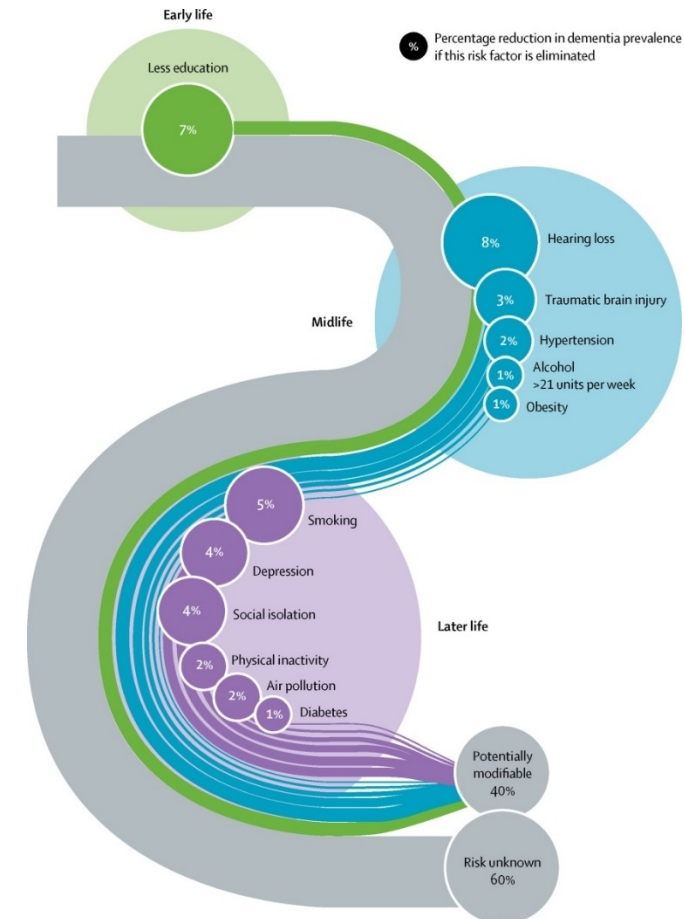 Early life
%
Percentage reduction in dementia prevalence
if this risk factor is eliminated
Less education
7%
8%
Hearing loss
3%
Traumatic brain injury
Midlife
2%
Hypertension
1%
Alcohol
>21 units per week
1%
Obesity
5%
Smoking
4%
Depression
4%
Social isolation
Later life
2%
Physical inactivity
2%
Air pollution
1%
Diabetes
Potentially
modifiable
40%
Risk unknown
60%